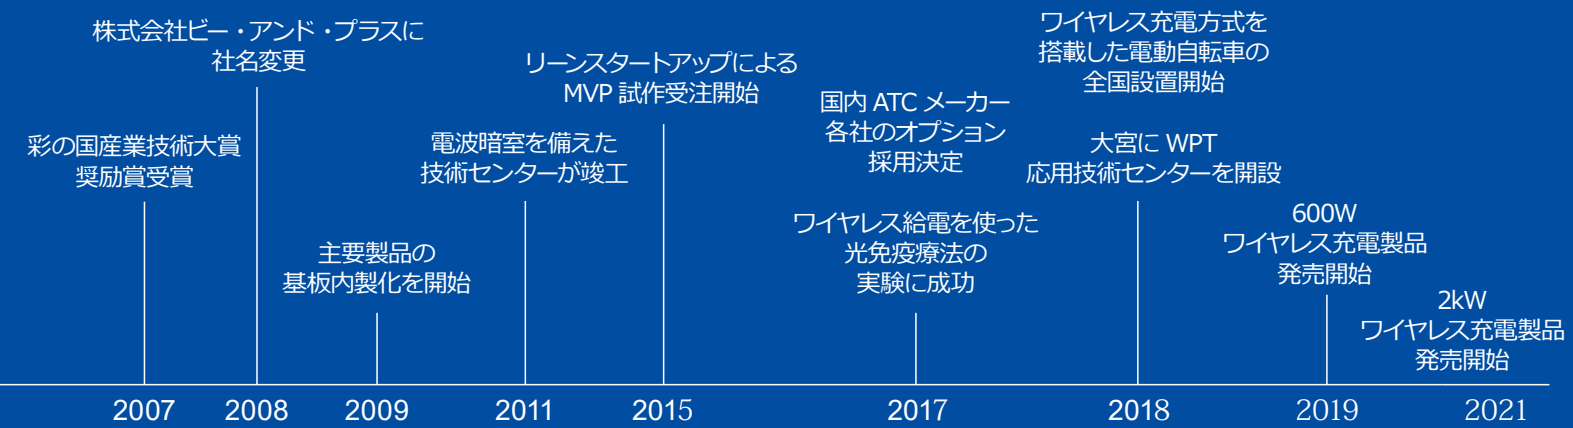 彩の国産業技術大賞
奨励賞受賞
株式会社ビー・アンド・プラスに
社名変更
主要製品の
基板内製化を開始
電波暗室を備えた
技術センターが竣工
リーンスタートアップによる
MVP 試作受注開始
国内 ATC メーカー
各社のオプション
採用決定
ワイヤレス給電を使った
光免疫療法の
実験に成功
ワイヤレス充電方式を
搭載した電動自転車の
全国設置開始
大宮に WPT
応用技術センターを開設
600W
ワイヤレス充電製品
発売開始
2kW
ワイヤレス充電製品
発売開始
2007 2008 2009 2011 2015 2017 2018 2019 2021